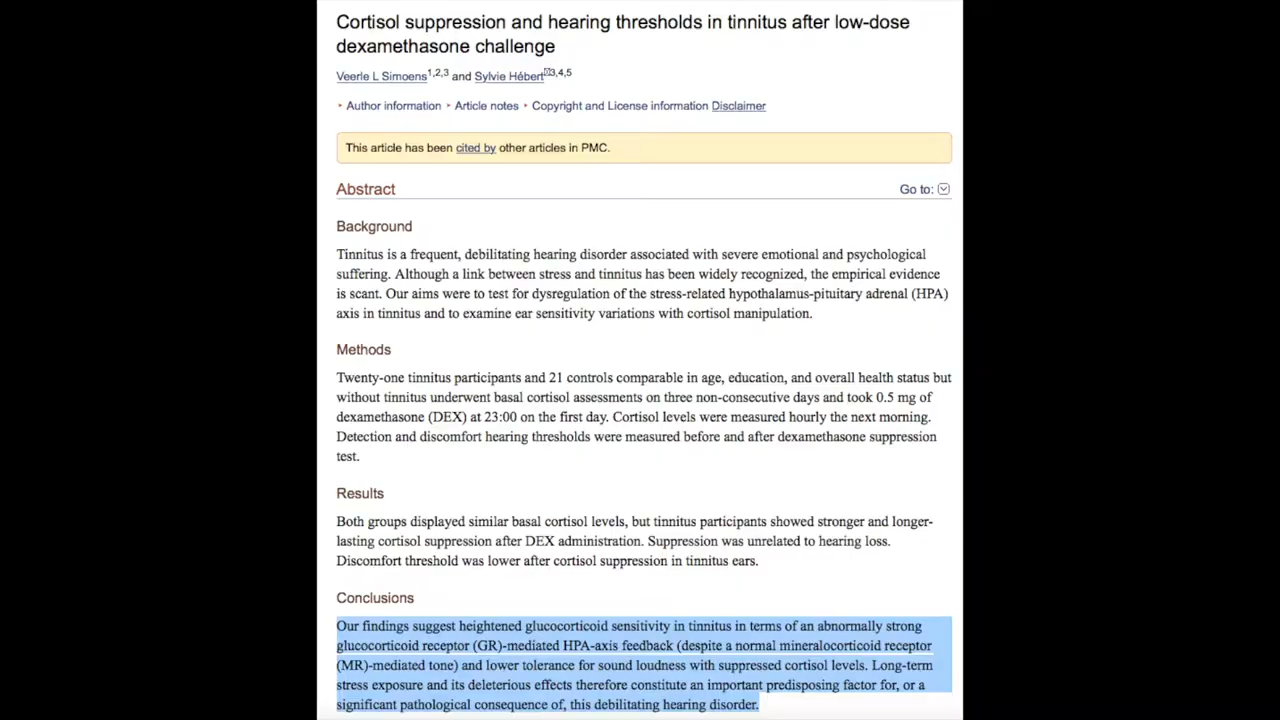 Cortisol suppression and hearing thresholds in tinnitus after low-dose
dexamethasone challenge
Veerle L Simoens1,2,3 and Sylvie Hébert3,4,5
• Author information • Article notes • Copyright and License information Disclaimer
This article has been cited by other articles in PMC.
Abstract Go to:
Background
Tinnitus is a frequent, debilitating hearing disorder associated with severe emotional and psychological
suffering. Although a link between stress and tinnitus has been widely recognized, the empirical evidence
is scant. Our aims were to test for dysregulation of the stress-related hypothalamus-pituitary adrenal (HPA)
axis in tinnitus and to examine ear sensitivity variations with cortisol manipulation.
Methods
Twenty-one tinnitus participants and 21 controls comparable in age, education, and overall health status but
without tinnitus underwent basal cortisol assessments on three non-consecutive days and took 0.5 mg of
dexamethasone (DEX) at 23:00 on the first day. Cortisol levels were measured hourly the next morning.
Detection and discomfort hearing thresholds were measured before and after dexamethasone suppression
test.
Results
Both groups displayed similar basal cortisol levels, but tinnitus participants showed stronger and longer-
lasting cortisol suppression after DEX administration. Suppression was unrelated to hearing loss.
Discomfort threshold was lower after cortisol suppression in tinnitus ears.
Conclusions
Our findings suggest heightened glucocorticoid sensitivity in tinnitus in terms of an abnormally strong
glucocorticoid receptor (GR)-mediated HPA-axis feedback (despite a normal mineralocorticoid receptor
(MR)-mediated tone) and lower tolerance for sound loudness with suppressed cortisol levels. Long-term
stress exposure and its deleterious effects therefore constitute an important predisposing factor for, or a
significant pathological consequence of, this debilitating hearing disorder.